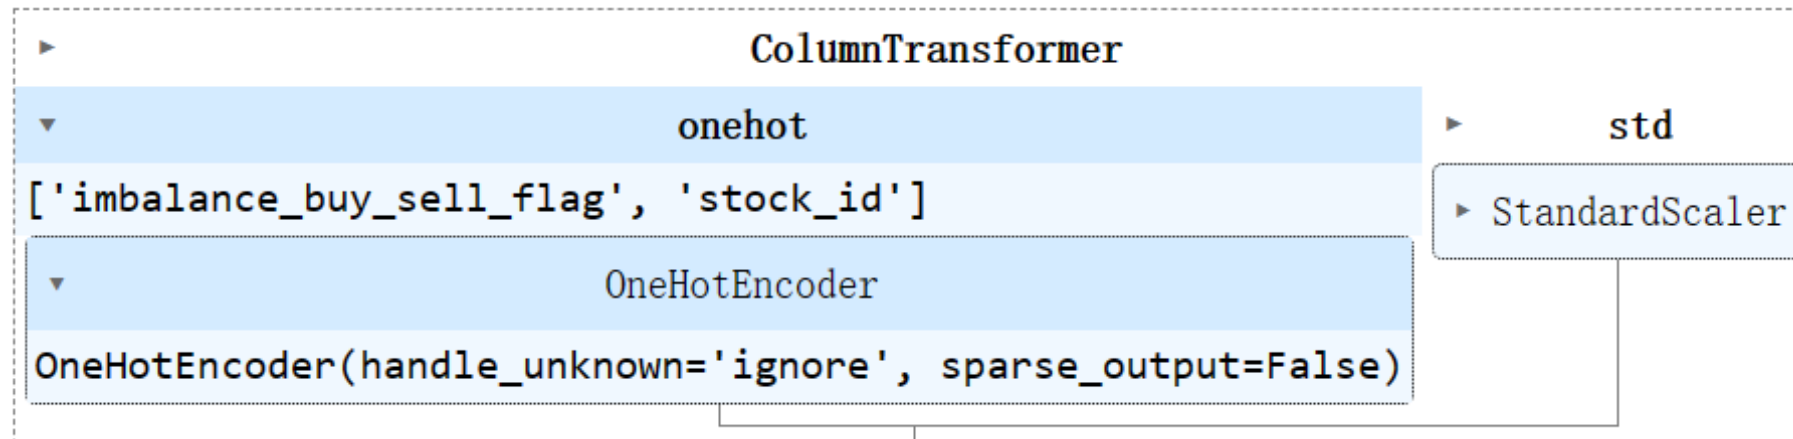 ColumnTransformer
onehot
std
['imbalance_buy_sell_flag', 'stock_id']
StandardScaler
OneHotEncoder
OneHotEncoder(handle_unknown='ignore', sparse_output=False)